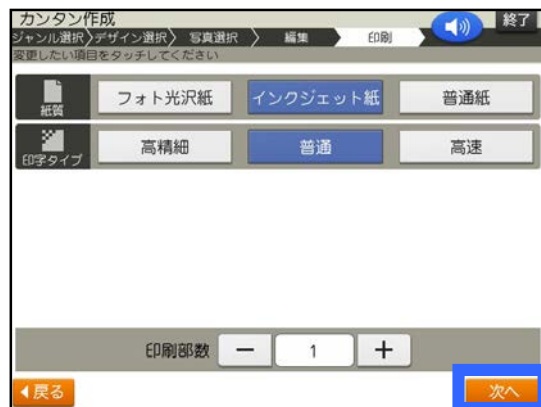 カンタン作成
終了
ジャンル選択〉デザイン選択〉 写真選択 〉 編集 印刷
変更したい項目をタッチしてください
紙質 フォト光沢紙 インクジェット紙 普通紙
印字タイプ 高精細 普通 高速
印刷部数 － 1 ＋
戻る 次へ